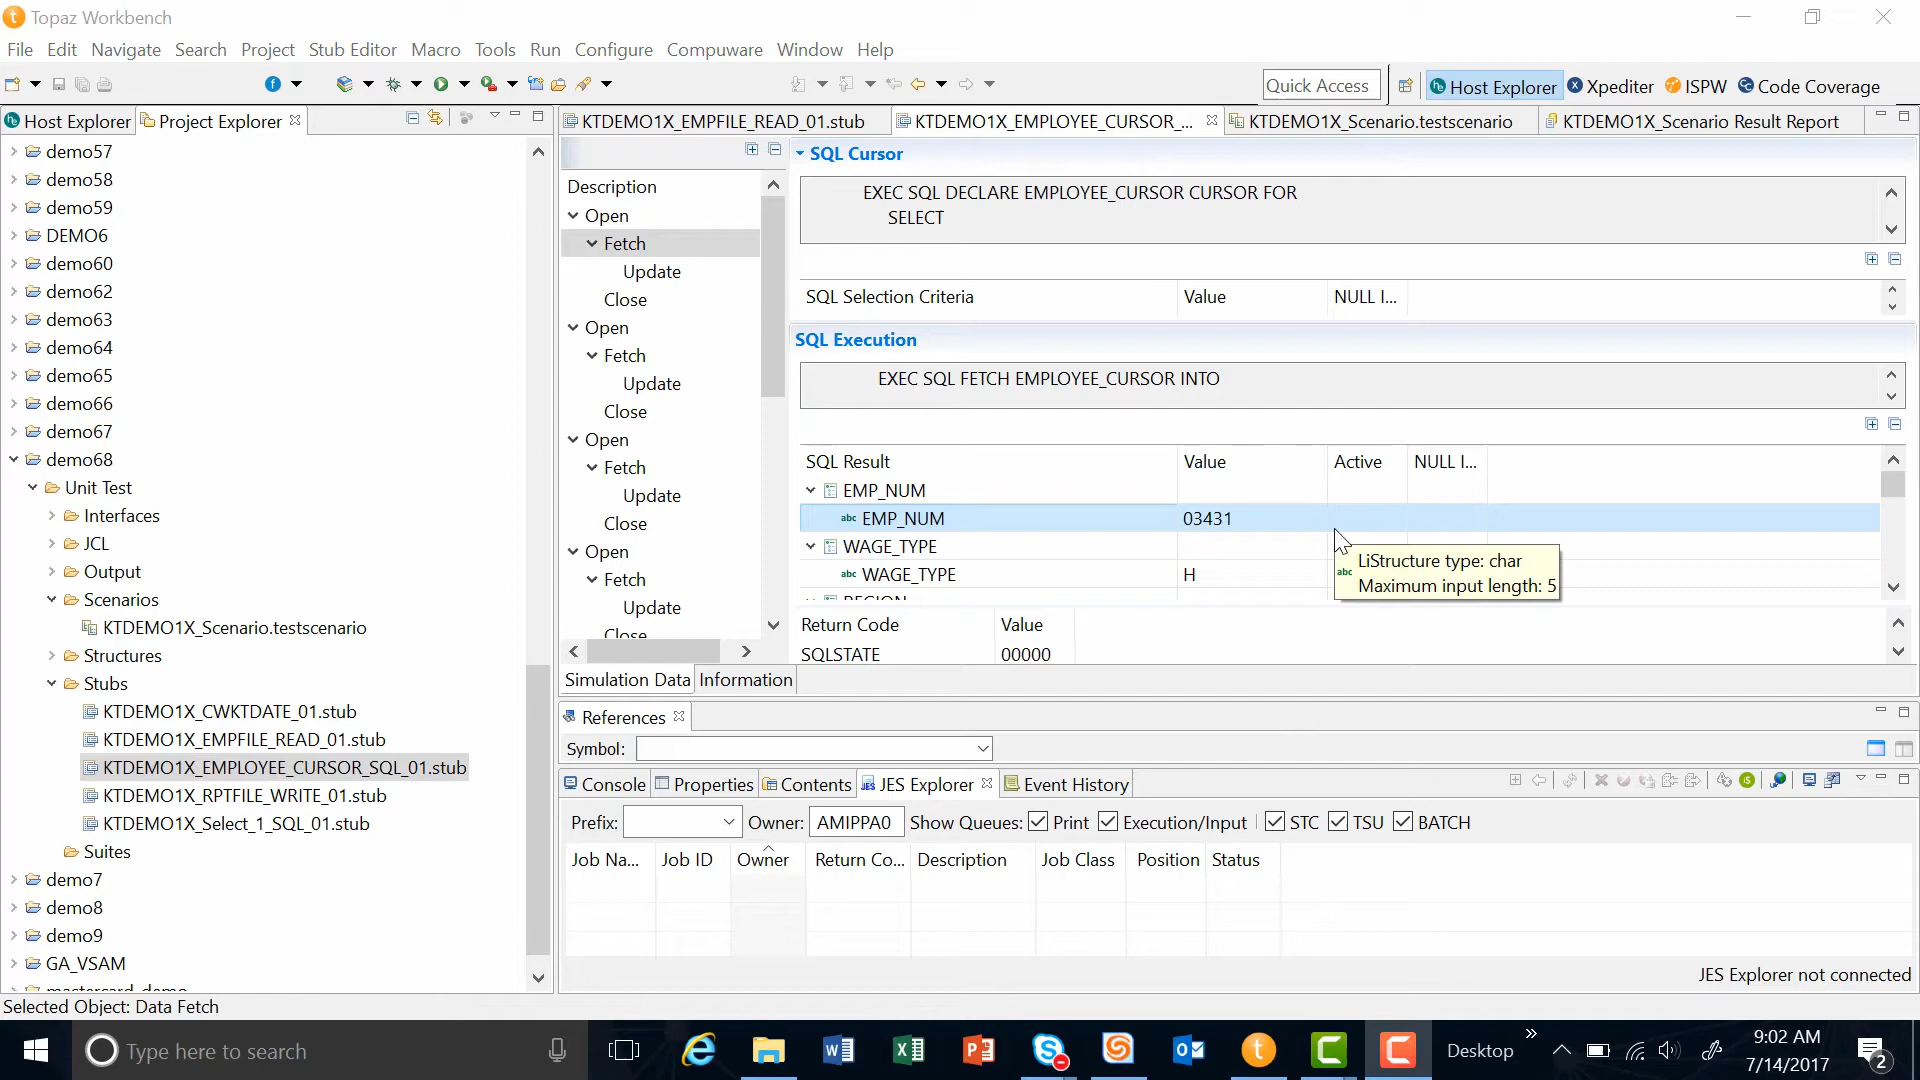 Topaz Workbench
File Edit Navigate Search Project Stub Editor Macro Tools Run Configure Compuware Window Help
Quick Access
Host Explorer Xpediter ISPW Code Coverage
Host Explorer Project Explorer
demo57
demo58
demo59
DEMO6
demo60
demo62
demo63
demo64
demo65
demo66
demo67
demo68
Unit Test
Interfaces
JCL
Output
Scenarios
KTDEMO1X_Scenario.testscenario
Structures
Stubs
KTDEMO1X_CWKTDATE_01.stub
KTDEMO1X_EMPFILE_READ_01.stub
KTDEMO1X_EMPLOYEE_CURSOR_SQL_01.stub
KTDEMO1X_RPTFILE_WRITE_01.stub
KTDEMO1X_Select_1_SQL_01.stub
Suites
demo7
demo8
demo9
GA_VSAM
mastercard_demo
KTDEMO1X_EMPFILE_READ_01.stub KTDEMO1X_EMPLOYEE_CURSOR_... KTDEMO1X_Scenario.testscenario KTDEMO1X_Scenario Result Report
Description
Open
Fetch
Update
Close
Open
Fetch
Update
Close
Open
Fetch
Update
Close
Open
Fetch
Update
Close
Simulation Data Information
SQL Cursor
EXEC SQL DECLARE EMPLOYEE_CURSOR CURSOR FOR
SELECT
SQL Selection Criteria Value NULL I...
SQL Execution
EXEC SQL FETCH EMPLOYEE_CURSOR INTO
SQL Result Value Active NULL I...
EMP_NUM
abc EMP_NUM 03431
WAGE_TYPE
abc WAGE_TYPE H
REGION
abc
LiStructure type: char
Maximum input length: 5
Return Code Value
SQLSTATE 00000
References
Symbol:
Console Properties Contents JES Explorer Event History
Prefix: Owner: AMIPPA0 Show Queues: Print Execution/Input STC TSU BATCH
Job Na... Job ID Owner Return Co... Description Job Class Position Status
JES Explorer not connected
Selected Object: Data Fetch
Type here to search
Desktop
9:02 AM
7/14/2017
2